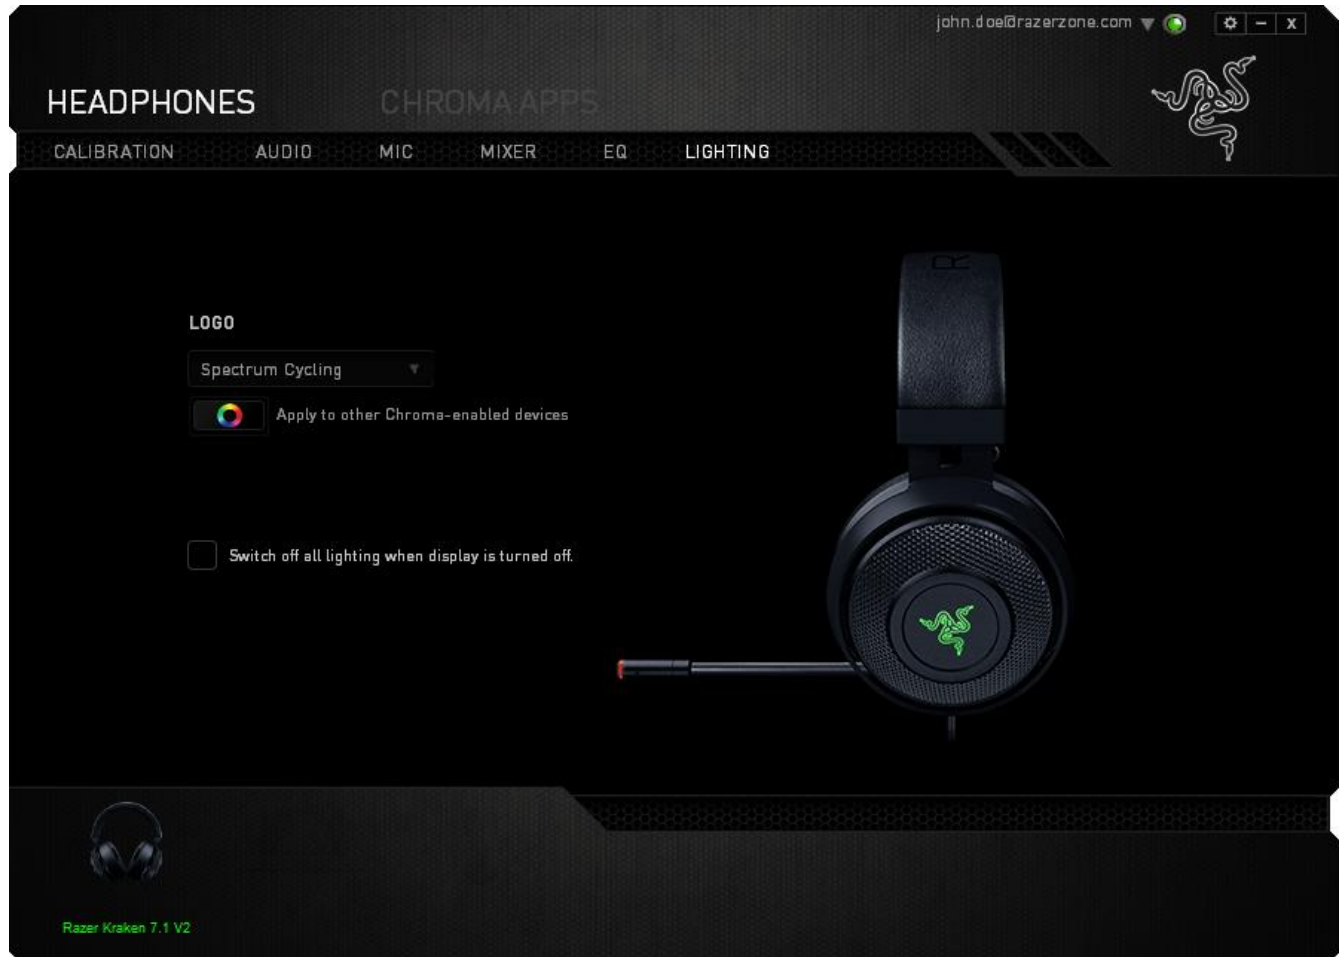 john.doe@razerzone.com
HEADPHONES CHROMA APPS
CALIBRATION AUDIO MIC MIXER EQ LIGHTING
LOGO
Spectrum Cycling
Apply to other Chroma-enabled devices
Switch off all lighting when display is turned off.
Razer Kraken 7.1 V2